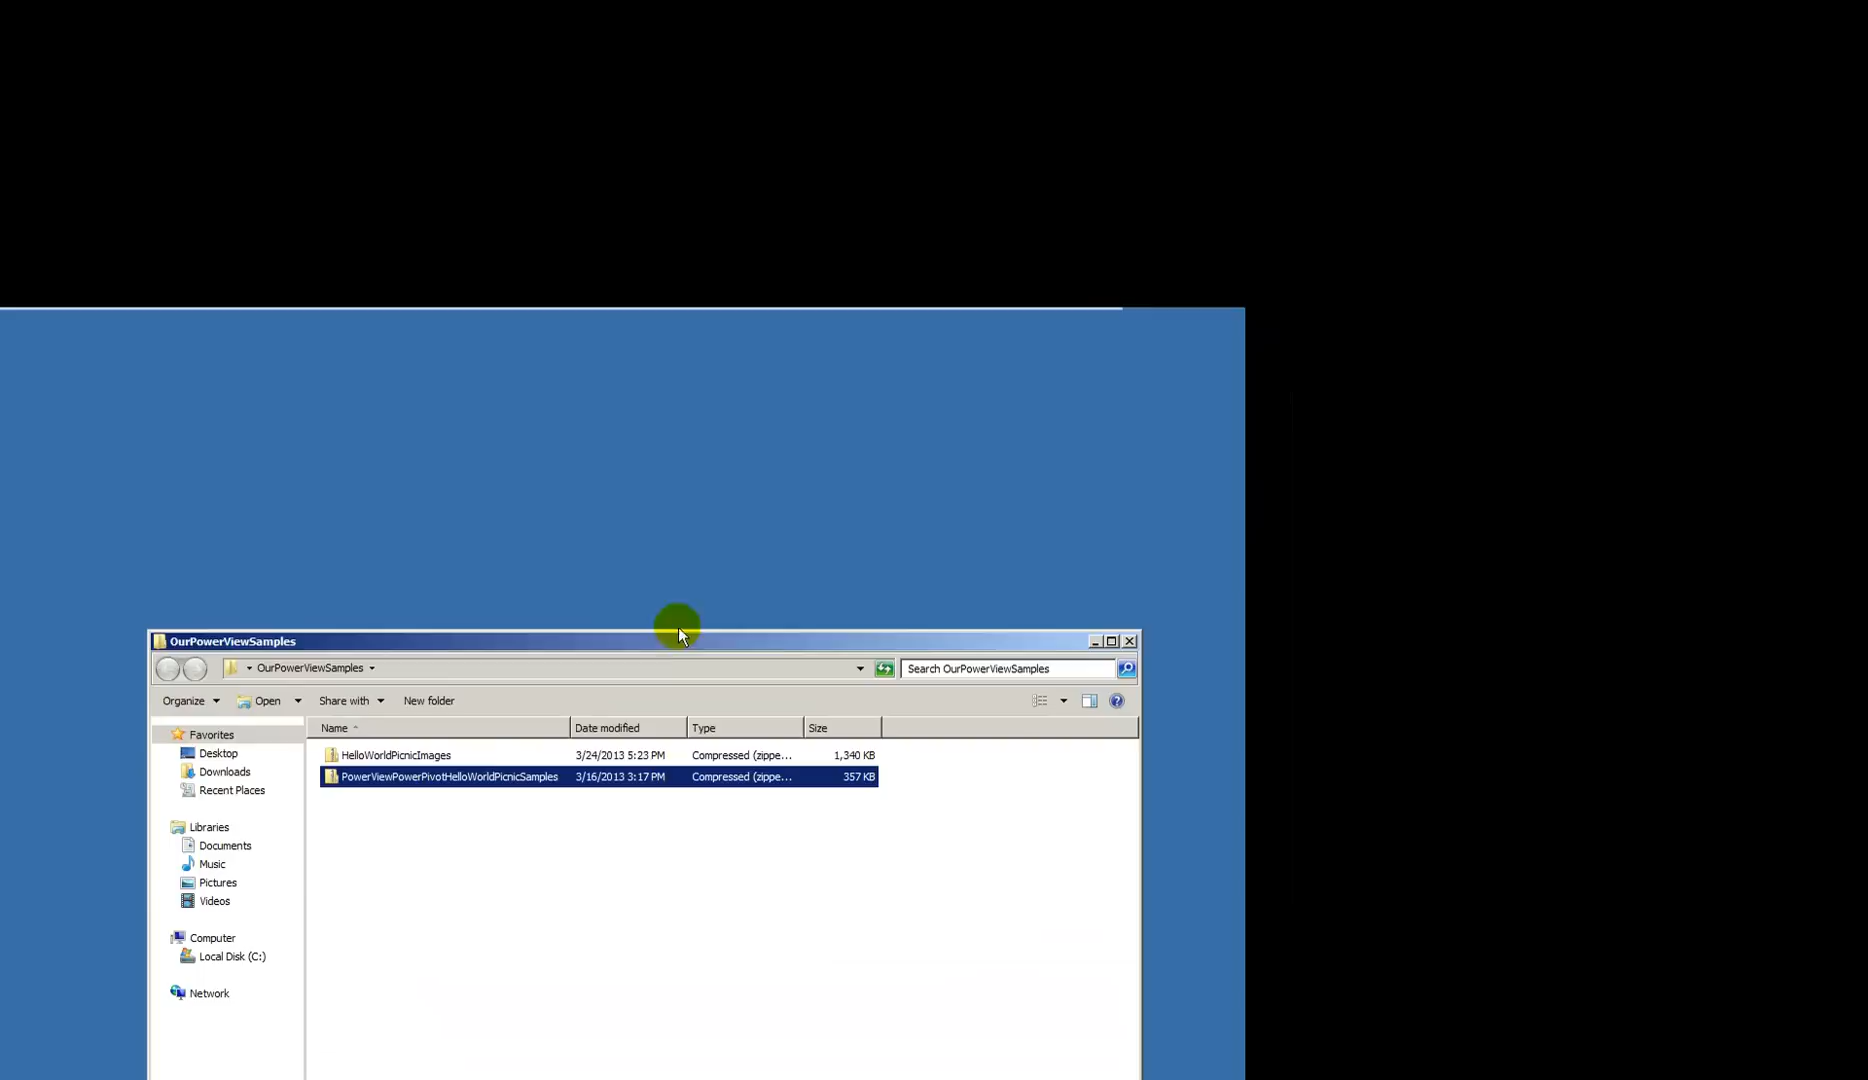 OurPowerViewSamples
OurPowerViewSamples
Search OurPowerViewSamples
Organize Open Share with New folder
Name Date modified Type Size
Favorites
Desktop
Downloads
Recent Places
Libraries
Documents
Music
Pictures
Videos
Computer
Local Disk (C:)
Network
HelloWorldPicnicImages 3/24/2013 5:23 PM Compressed (zippe... 1,340 KB
PowerViewPowerPivotHelloWorldPicnicSamples 3/16/2013 3:17 PM Compressed (zippe... 357 KB